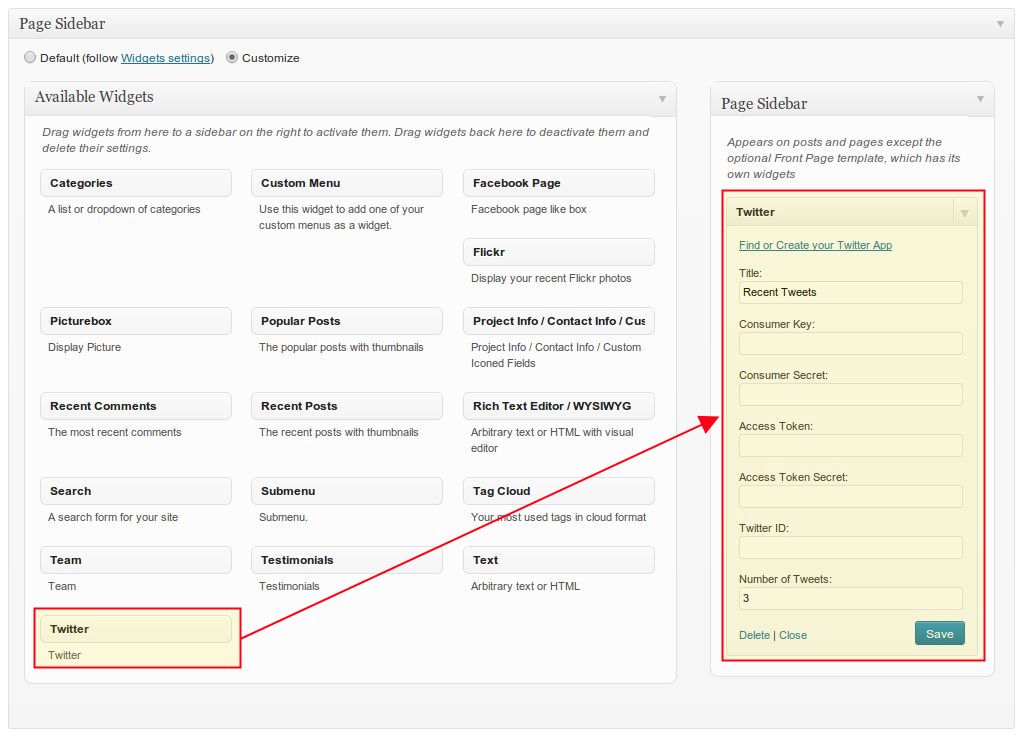 Page Sidebar
Default (follow Widgets settings) Customize
Available Widgets
Drag widgets from here to a sidebar on the right to activate them. Drag widgets back here to deactivate them and
delete their settings.
Categories
A list or dropdown of categories
Custom Menu
Use this widget to add one of your
custom menus as a widget.
Facebook Page
Facebook page like box
Flickr
Display your recent Flickr photos
Picturebox
Display Picture
Popular Posts
The popular posts with thumbnails
Project Info / Contact Info / Cus
Project Info / Contact Info / Custom
Iconed Fields
Recent Comments
The most recent comments
Recent Posts
The recent posts with thumbnails
Rich Text Editor / WYSIWYG
Arbitrary text or HTML with visual
editor
Search
A search form for your site
Submenu
Submenu.
Tag Cloud
Your most used tags in cloud format
Team
Team
Testimonials
Testimonials
Text
Arbitrary text or HTML
Twitter
Twitter
Page Sidebar
Appears on posts and pages except the
optional Front Page template, which has its
own widgets
Twitter
Find or Create your Twitter App
Title:
Recent Tweets
Consumer Key:
Consumer Secret:
Access Token:
Access Token Secret:
Twitter ID:
Number of Tweets:
3
Delete | Close
Save